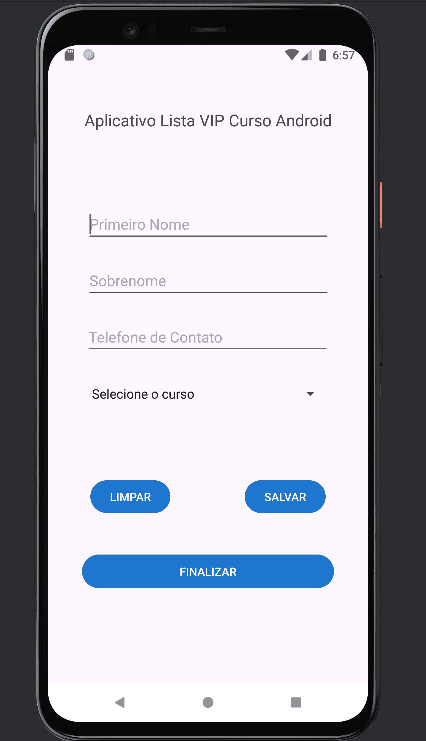 6:57
Aplicativo Lista VIP Curso Android
Primeiro Nome
Sobrenome
Telefone de Contato
Selecione o curso
LIMPAR
SALVAR
FINALIZAR